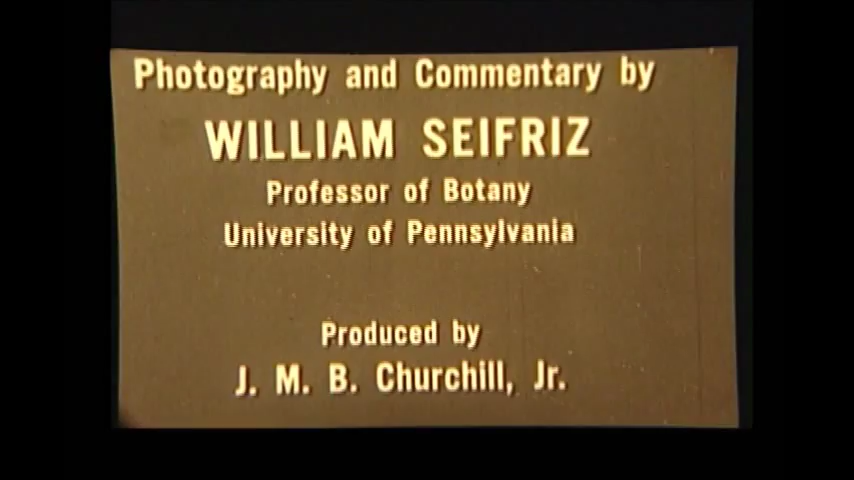 Photography and Commentary by
WILLIAM SEIFRIZ
Professor of Botany
University of Pennsylvania
Produced by
J. M. B. Churchill, Jr.